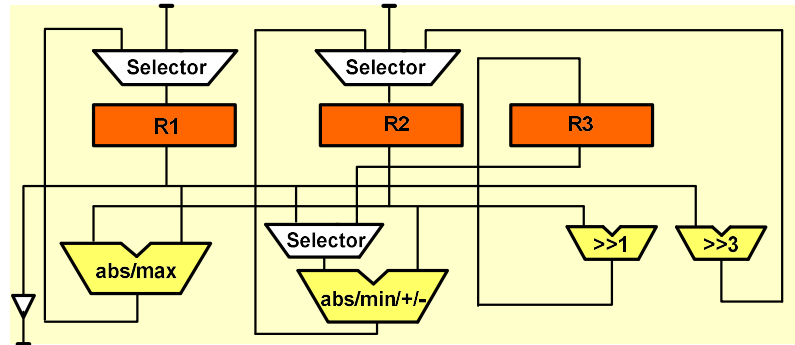 Selector
Selector
R1
R2
R3
Selector
>>1
>>3
abs/max
abs/min/+/-